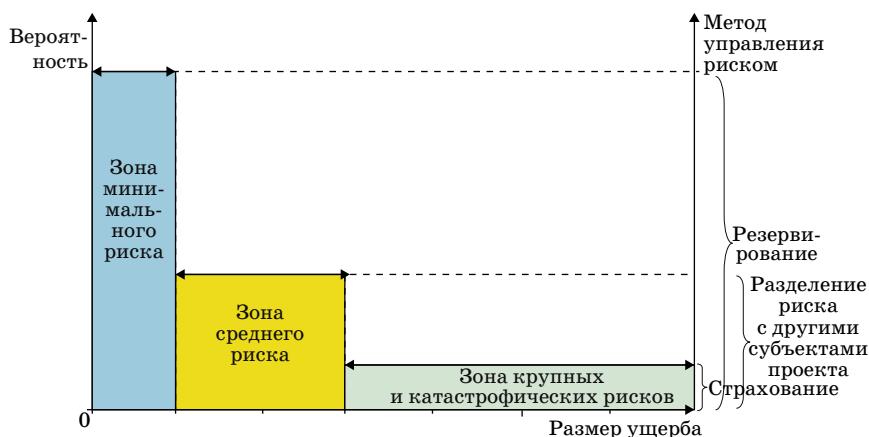 Вероят-
ность
Метод
управления
риском
Зона
мини-
маль-
ного
риска
Резерви-
рование
Зона
среднего
риска
Разделение
риска
с другими
субъектами
проекта
Зона крупных
и катастрофических рисков
Страхование
0
Размер ущерба